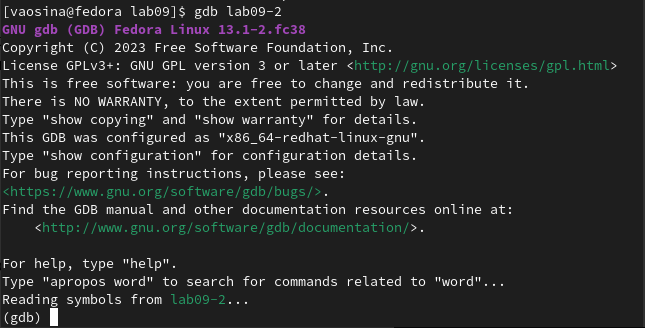 [vaosina@fedora lab09]$ gdb lab09-2
GNU gdb (GDB) Fedora Linux 13.1-2.fc38
Copyright (C) 2023 Free Software Foundation, Inc.
License GPLv3+: GNU GPL version 3 or later <http://gnu.org/licenses/gpl.html>
This is free software: you are free to change and redistribute it.
There is NO WARRANTY, to the extent permitted by law.
Type "show copying" and "show warranty" for details.
This GDB was configured as "x86_64-redhat-linux-gnu".
Type "show configuration" for configuration details.
For bug reporting instructions, please see:
<https://www.gnu.org/software/gdb/bugs/>.
Find the GDB manual and other documentation resources online at:
    <http://www.gnu.org/software/gdb/documentation/>.
For help, type "help".
Type "apropos word" to search for commands related to "word"...
Reading symbols from lab09-2...
(gdb)